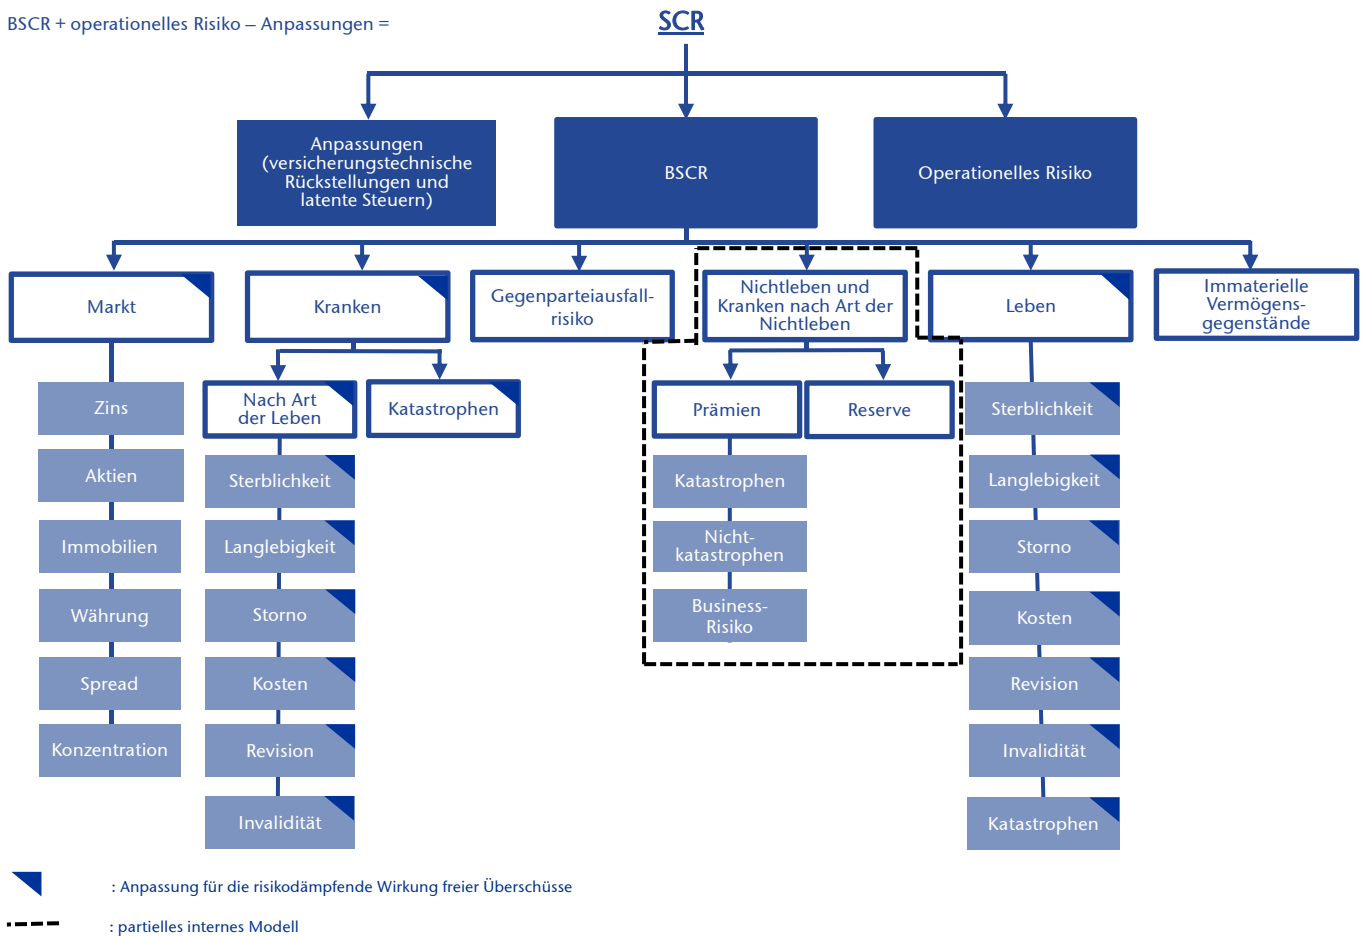 BSCR + operationelles Risiko – Anpassungen =
SCR
Anpassungen
(versicherungstechnische
Rückstellungen und
latente Steuern)
BSCR
Operationelles Risiko
Markt
Kranken
Gegenparteiausfall-
risiko
Nichtleben und
Kranken nach Art der
Nichtleben
Leben
Immaterielle
Vermögens-
gegenstände
Zins
Aktien
Immobilien
Währung
Spread
Konzentration
Nach Art
der Leben
Katastrophen
Sterblichkeit
Langlebigkeit
Storno
Kosten
Revision
Invalidität
Prämien
Reserve
Katastrophen
Nicht-
katastrophen
Business-
Risiko
Sterblichkeit
Langlebigkeit
Storno
Kosten
Revision
Invalidität
Katastrophen
: Anpassung für die risikodämpfende Wirkung freier Überschüsse
: partielles internes Modell